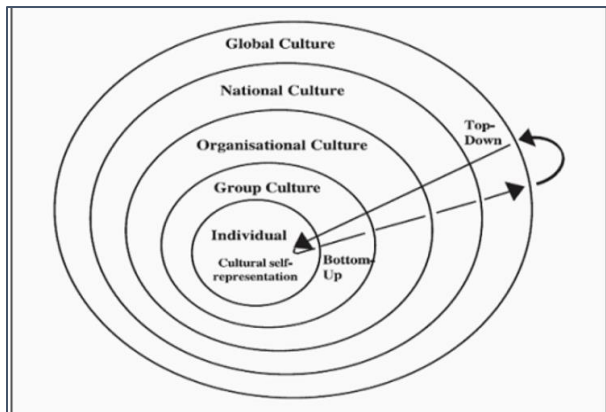 Global Culture
National Culture
Top-
Down
Organisational Culture
Group Culture
Individual
Cultural self-
representation
Bottom-
Up